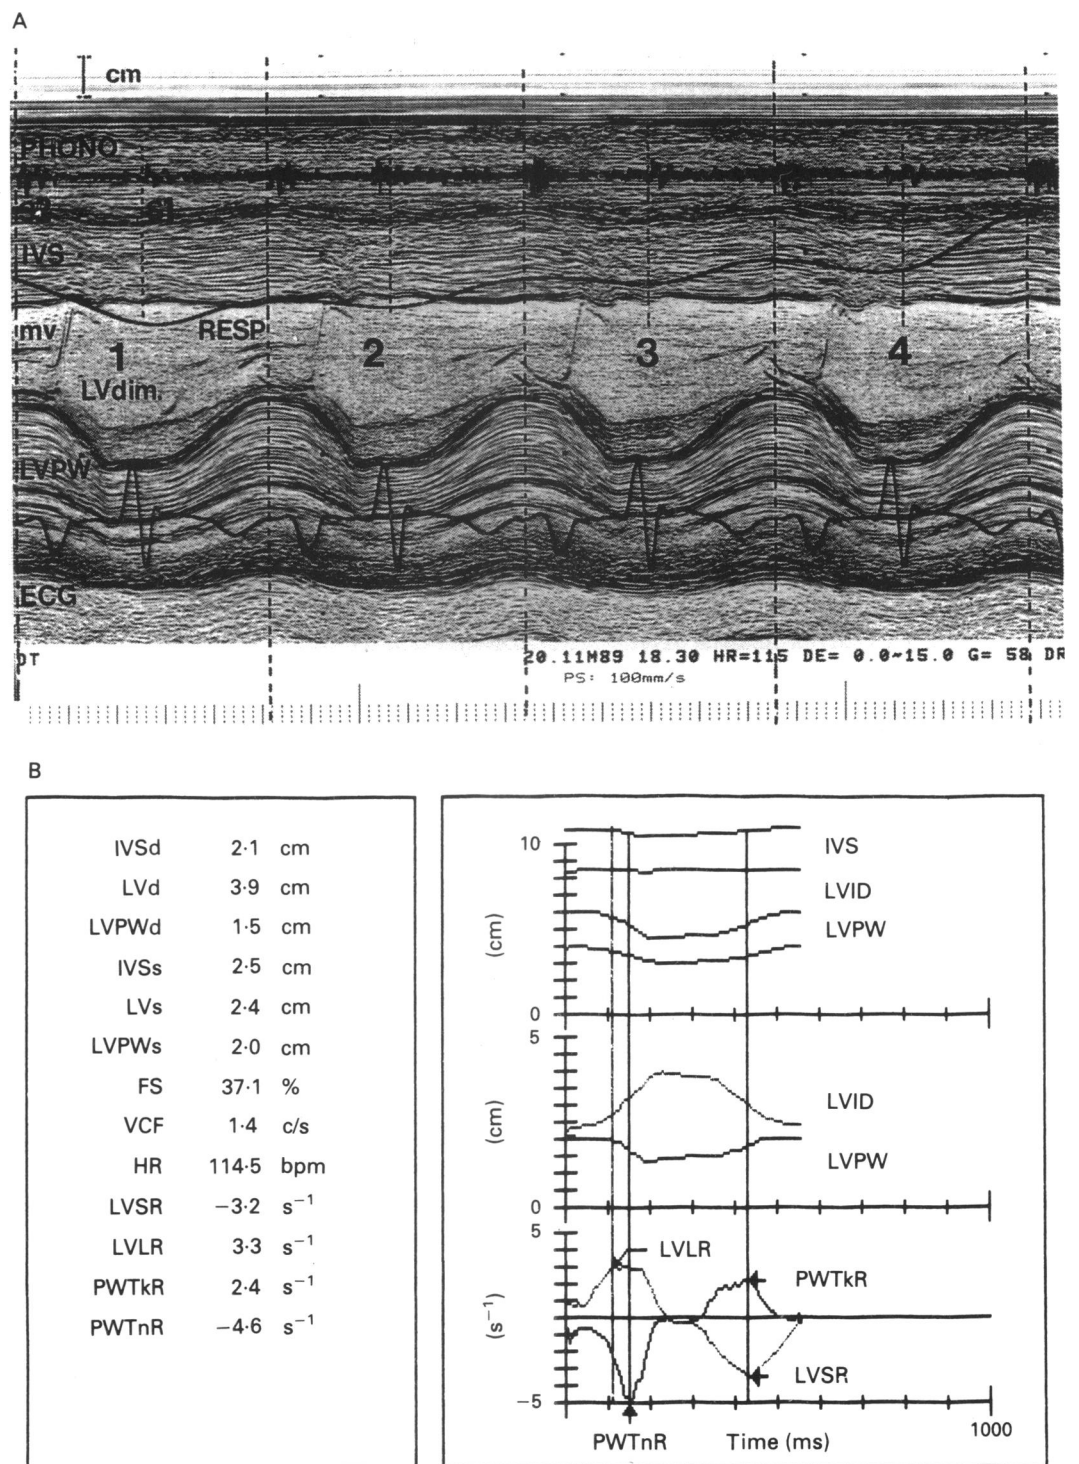 A
cm
PHONO
s2 s1
IVS
mv RESP
1 2 3 4
LVdim.
LVPW
ECG
DT 20.11M89 18.30 HR=115 DE= 0.0~15.0 G= 58 DR
PS: 100mm/s
B
IVSd 2·1 cm
LVd 3·9 cm
LVPWd 1·5 cm
IVSs 2·5 cm
LVs 2·4 cm
LVPWs 2·0 cm
FS 37·1 %
VCF 1·4 c/s
HR 114·5 bpm
LVSR −3·2 s−1
LVLR 3·3 s−1
PWTkR 2·4 s−1
PWTnR −4·6 s−1
10
IVS
LVID
LVPW
(cm)
0
5
LVID
(cm)
LVPW
0
5
LVLR
PWTkR
(s−1)
LVSR
−5
1000
PWTnR Time (ms)